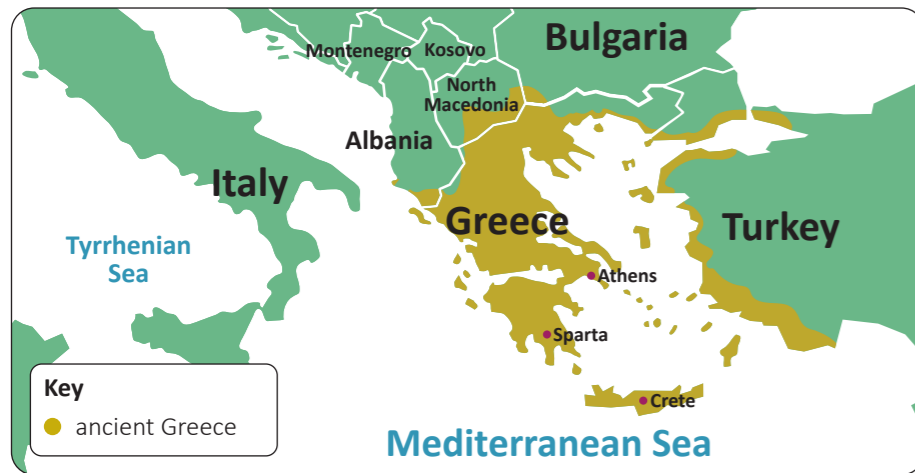 Bulgaria
Montenegro
Kosovo
North
Macedonia
Albania
Italy
Greece
Turkey
Tyrrhenian
Sea
Athens
Sparta
Crete
Key
ancient Greece
Mediterranean Sea